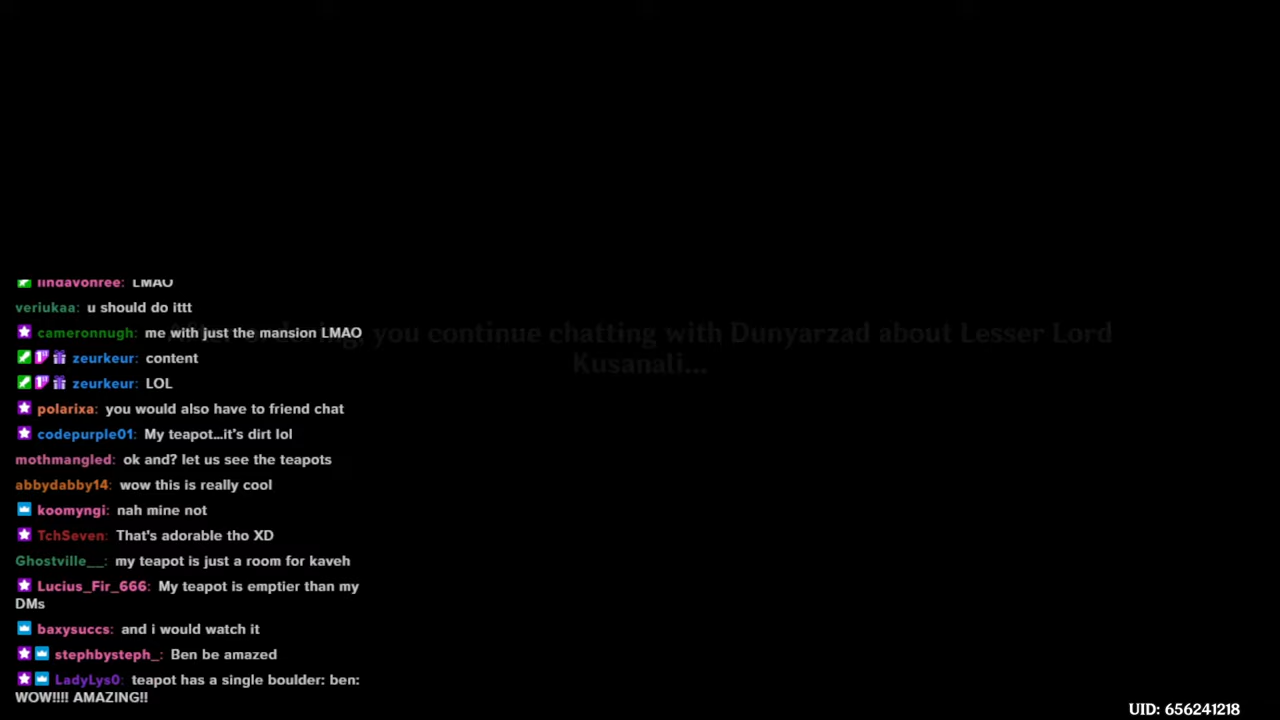 lindavonree: LMAO
veriukaa: u should do ittt
cameronnugh: me with just the mansion LMAO
you continue chatting with Dunyarzad about Lesser Lord
Kusanali...
zeurkeur: content
zeurkeur: LOL
polarixa: you would also have to friend chat
codepurple01: My teapot...it's dirt lol
mothmangled: ok and? let us see the teapots
abbydabby14: wow this is really cool
koomyngi: nah mine not
TchSeven: That's adorable tho XD
Ghostville__: my teapot is just a room for kaveh
Lucius_Fir_666: My teapot is emptier than my
DMs
baxysuccs: and i would watch it
stephbysteph_: Ben be amazed
LadyLys0: teapot has a single boulder: ben:
WOW!!!! AMAZING!!
UID: 656241218